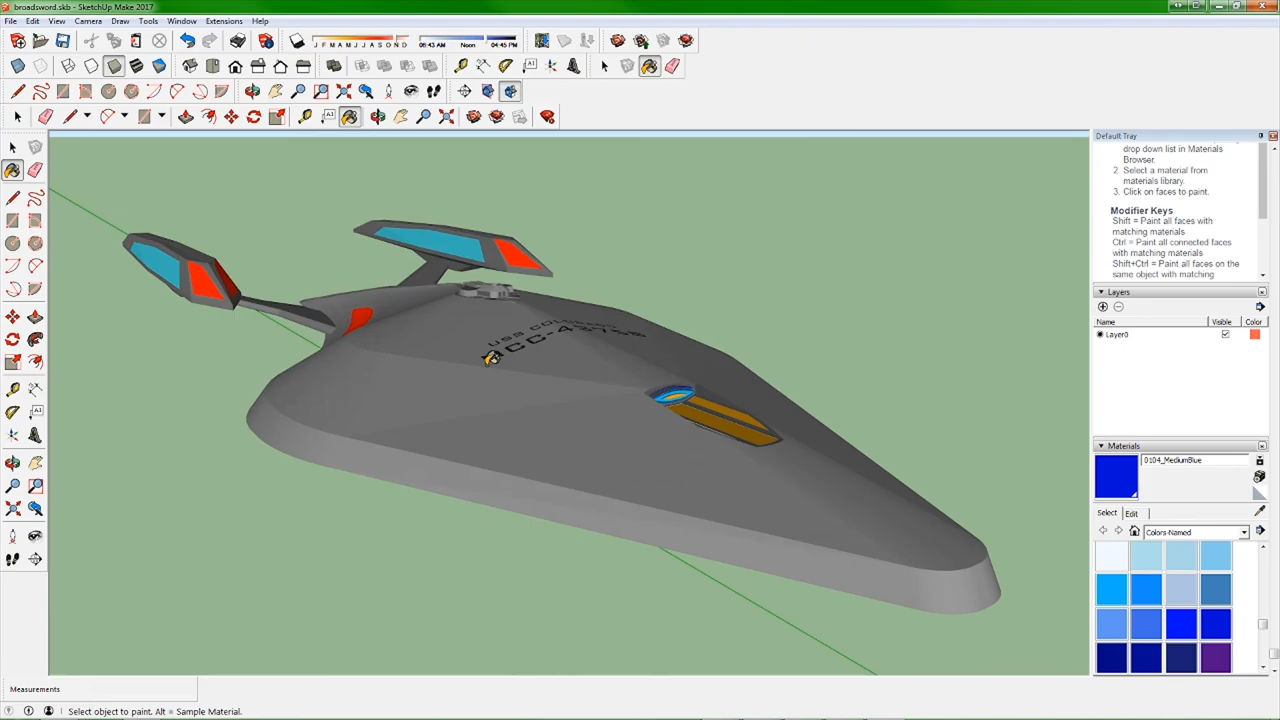 broadsword.skb - SketchUp Make 2017
File Edit View Camera Draw Tools Window Extensions Help
J F M A M J J A S O N D
06:43 AM Noon 04:45 PM
Default Tray
drop down list in Materials
Browser.
2. Select a material from
materials library.
3. Click on faces to paint.
Modifier Keys
Shift = Paint all faces with
matching materials
Ctrl = Paint all connected faces
with matching materials
Shift+Ctrl = Paint all faces on the
same object with matching
Layers
Name Visible Color
Layer0
Materials
0104_MediumBlue
Select Edit
Colors-Named
USS
Measurements
Select object to paint. Alt = Sample Material.